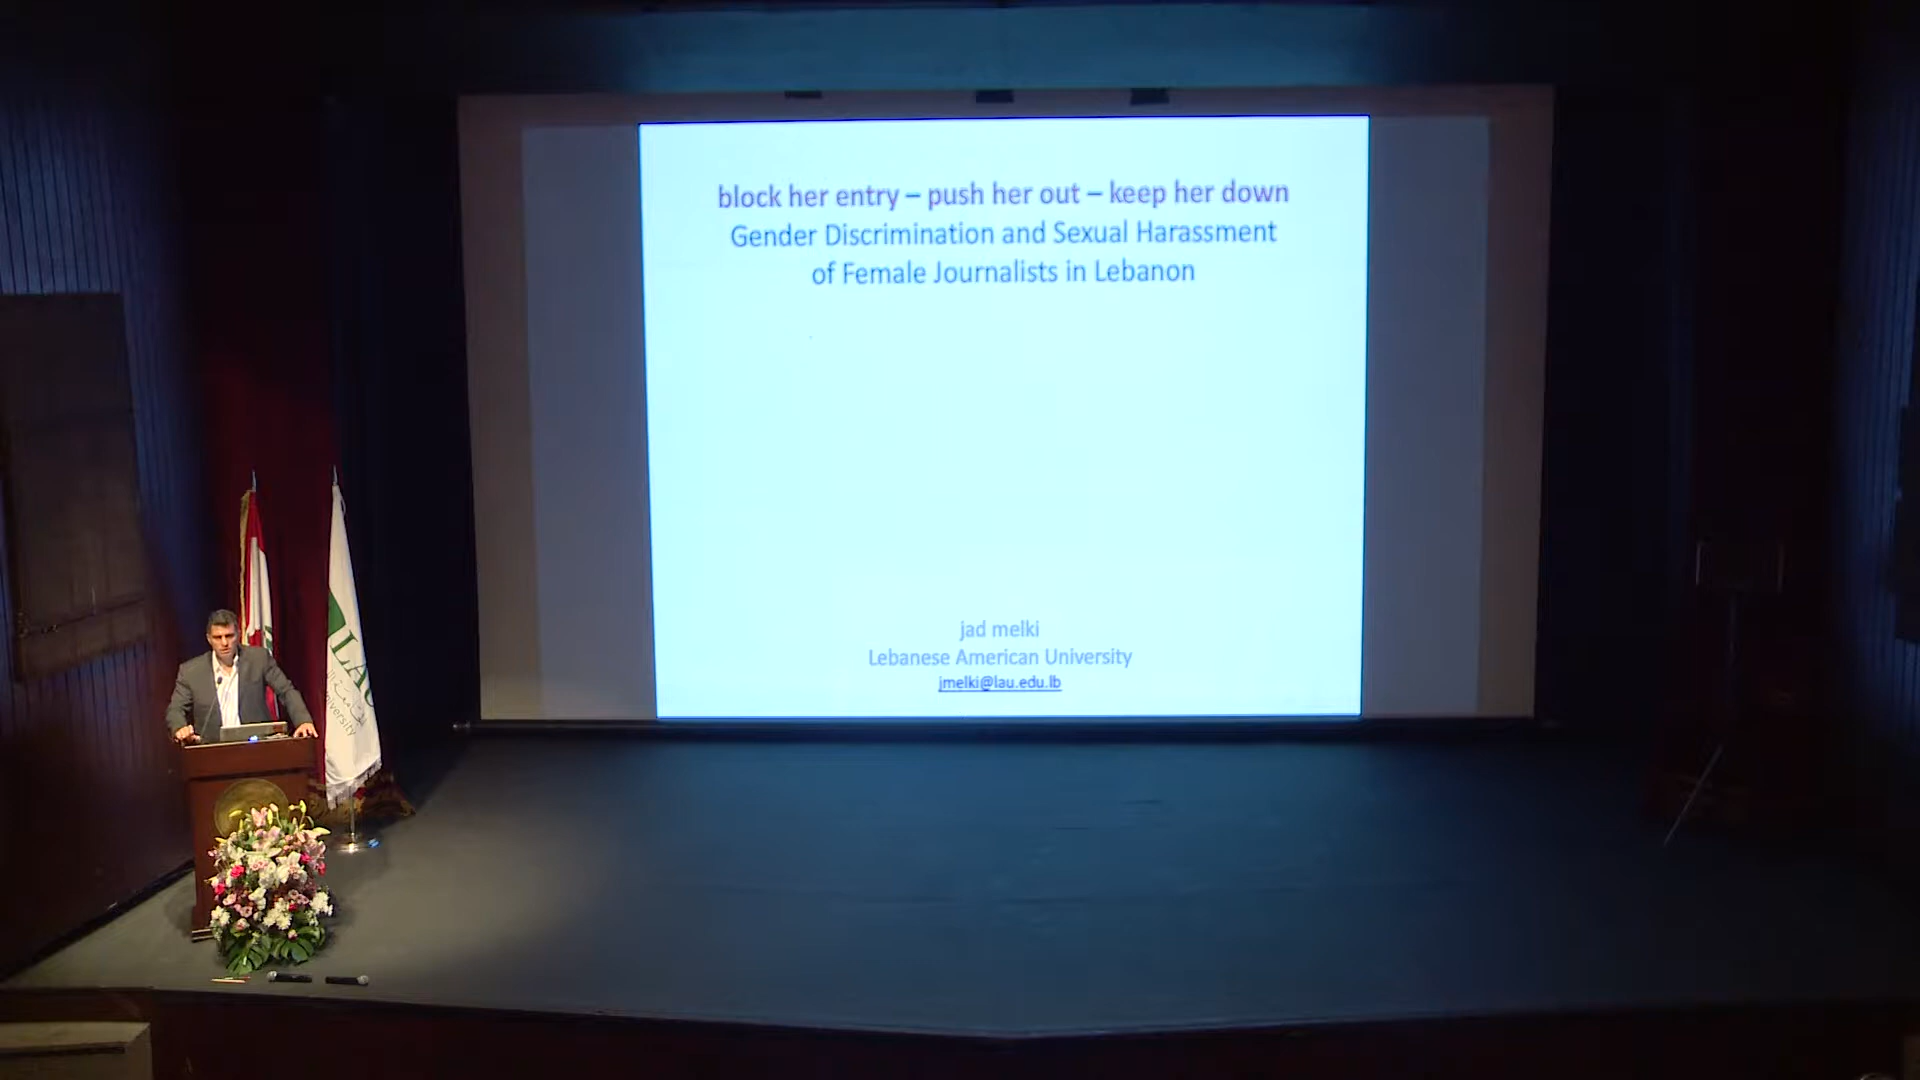 block her entry – push her out – keep her down
Gender Discrimination and Sexual Harassment
of Female Journalists in Lebanon
jad melki
Lebanese American University
jmelki@lau.edu.lb
LAU